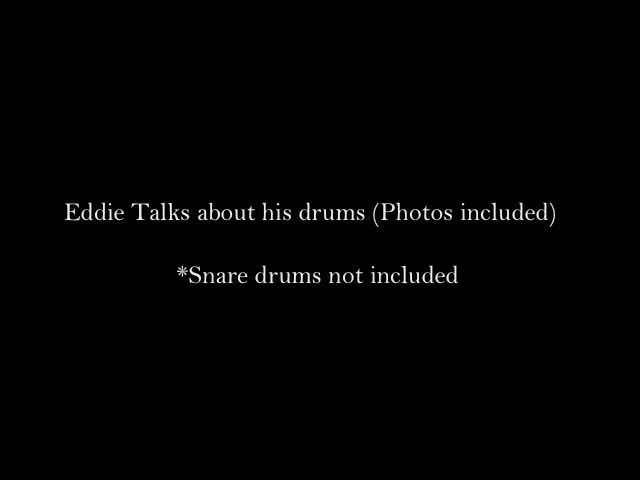 Eddie Talks about his drums (Photos included)
*Snare drums not included